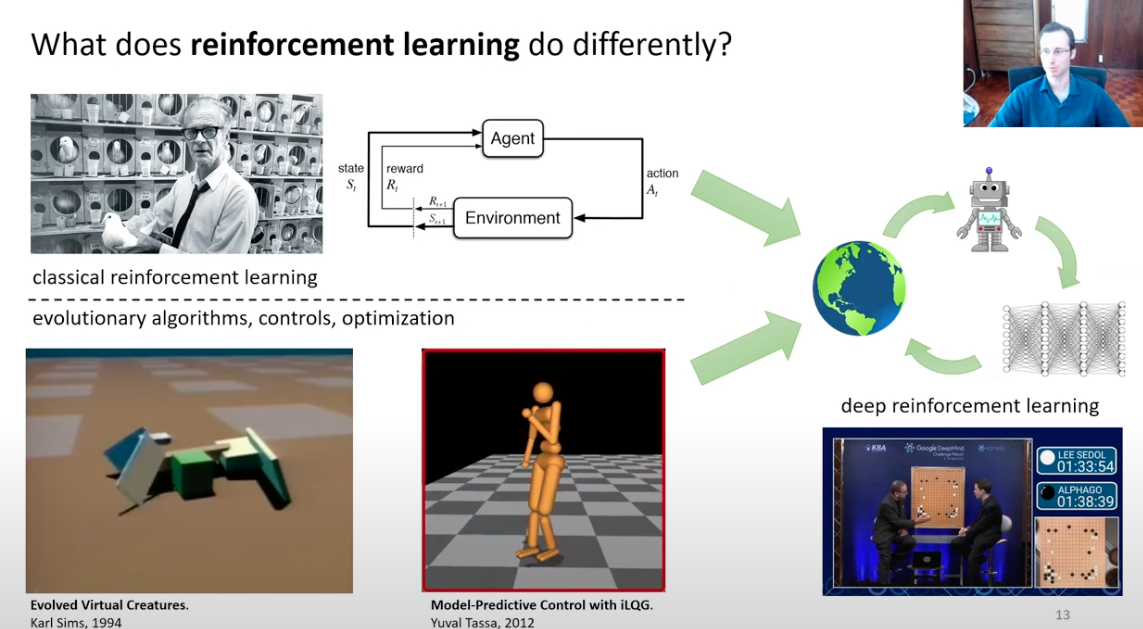 What does reinforcement learning do differently?
Agent
state
S_t
reward
R_t
action
A_t
R_{t+1}
S_{t+1}
Environment
classical reinforcement learning
evolutionary algorithms, controls, optimization
deep reinforcement learning
KBA
Google DeepMind
Challenge Match
LEE SEDOL
01:33:54
ALPHAGO
01:38:39
Evolved Virtual Creatures.
Karl Sims, 1994
Model-Predictive Control with iLQG.
Yuval Tassa, 2012
13